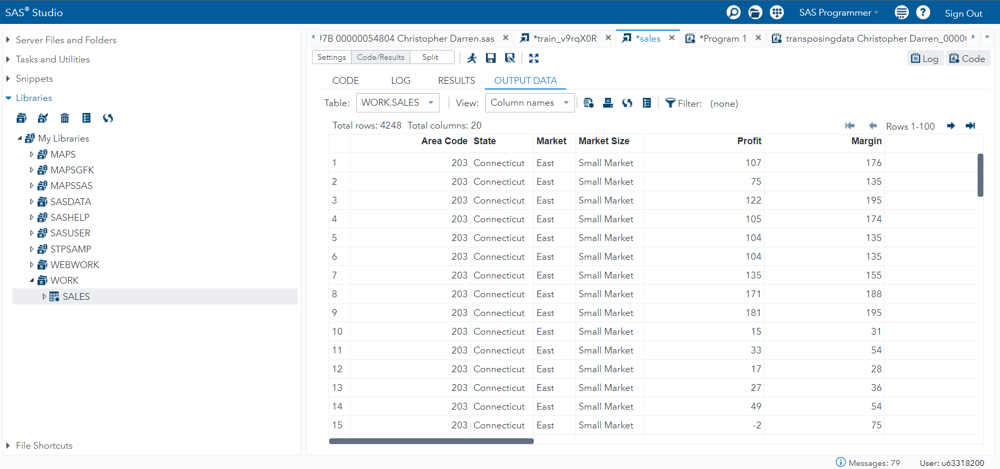 SAS® Studio
SAS Programmer
Sign Out
Server Files and Folders
Tasks and Utilities
Snippets
Libraries
My Libraries
MAPS
MAPSGFK
MAPSSAS
SASDATA
SASHELP
SASUSER
STPSAMP
WEBWORK
WORK
SALES
File Shortcuts
#7B 00000054804 Christopher Darren.sas
*train_v9rqX0R
*sales
*Program 1
transposingdata Christopher Darren_0000
Settings Code/Results Split
Log Code
CODE LOG RESULTS OUTPUT DATA
Table: WORK.SALES View: Column names Filter: (none)
Total rows: 4248 Total columns: 20 Rows 1-100
Area Code State Market Market Size Profit Margin
1 203 Connecticut East Small Market 107 176
2 203 Connecticut East Small Market 75 135
3 203 Connecticut East Small Market 122 195
4 203 Connecticut East Small Market 105 174
5 203 Connecticut East Small Market 104 135
6 203 Connecticut East Small Market 104 135
7 203 Connecticut East Small Market 135 155
8 203 Connecticut East Small Market 171 188
9 203 Connecticut East Small Market 181 195
10 203 Connecticut East Small Market 15 31
11 203 Connecticut East Small Market 33 54
12 203 Connecticut East Small Market 17 28
13 203 Connecticut East Small Market 27 36
14 203 Connecticut East Small Market 49 54
15 203 Connecticut East Small Market -2 75
Messages: 79 User: u63318200